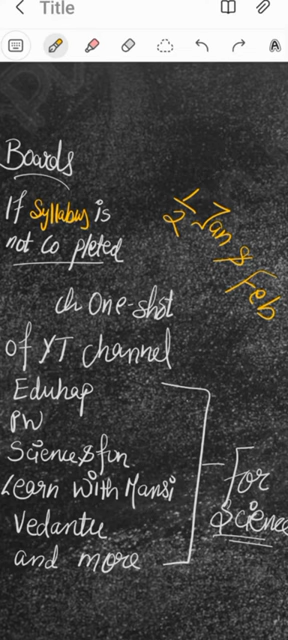 Title
Boards
If Syllabus is
not co pleted
1/2 Jan & Feb
ch One-shot
of YT channel
Eduhap
PW
Science&fun
Learn with Mansi
Vedantu
and more
For
Science